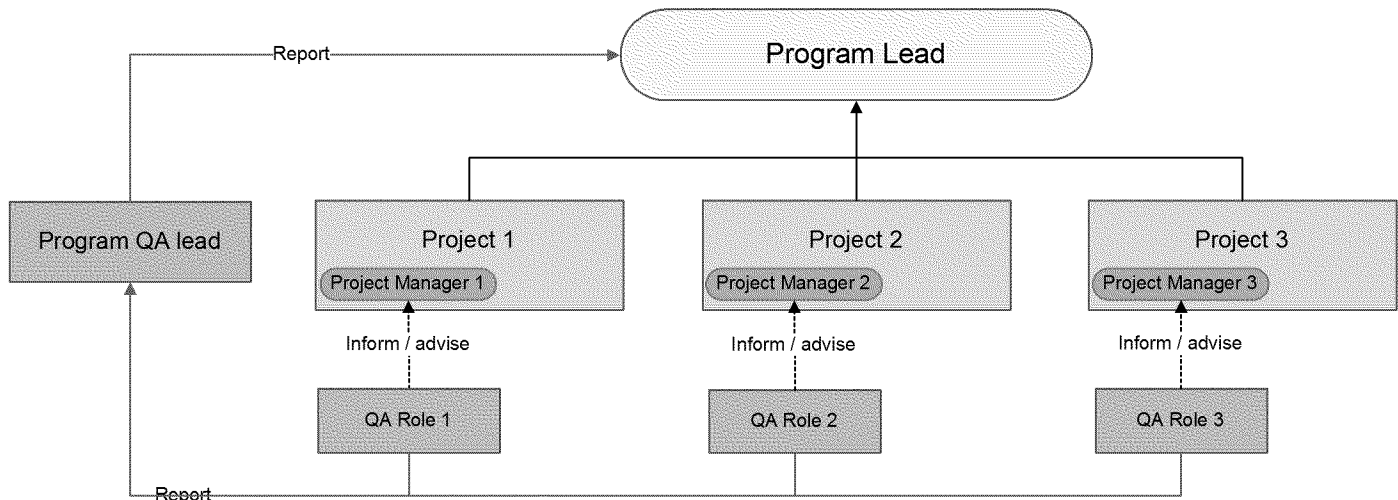 Program Lead
Report
Program QA lead
Project 1
Project 2
Project 3
Project Manager 1
Project Manager 2
Project Manager 3
Inform / advise
Inform / advise
Inform / advise
QA Role 1
QA Role 2
QA Role 3
Report